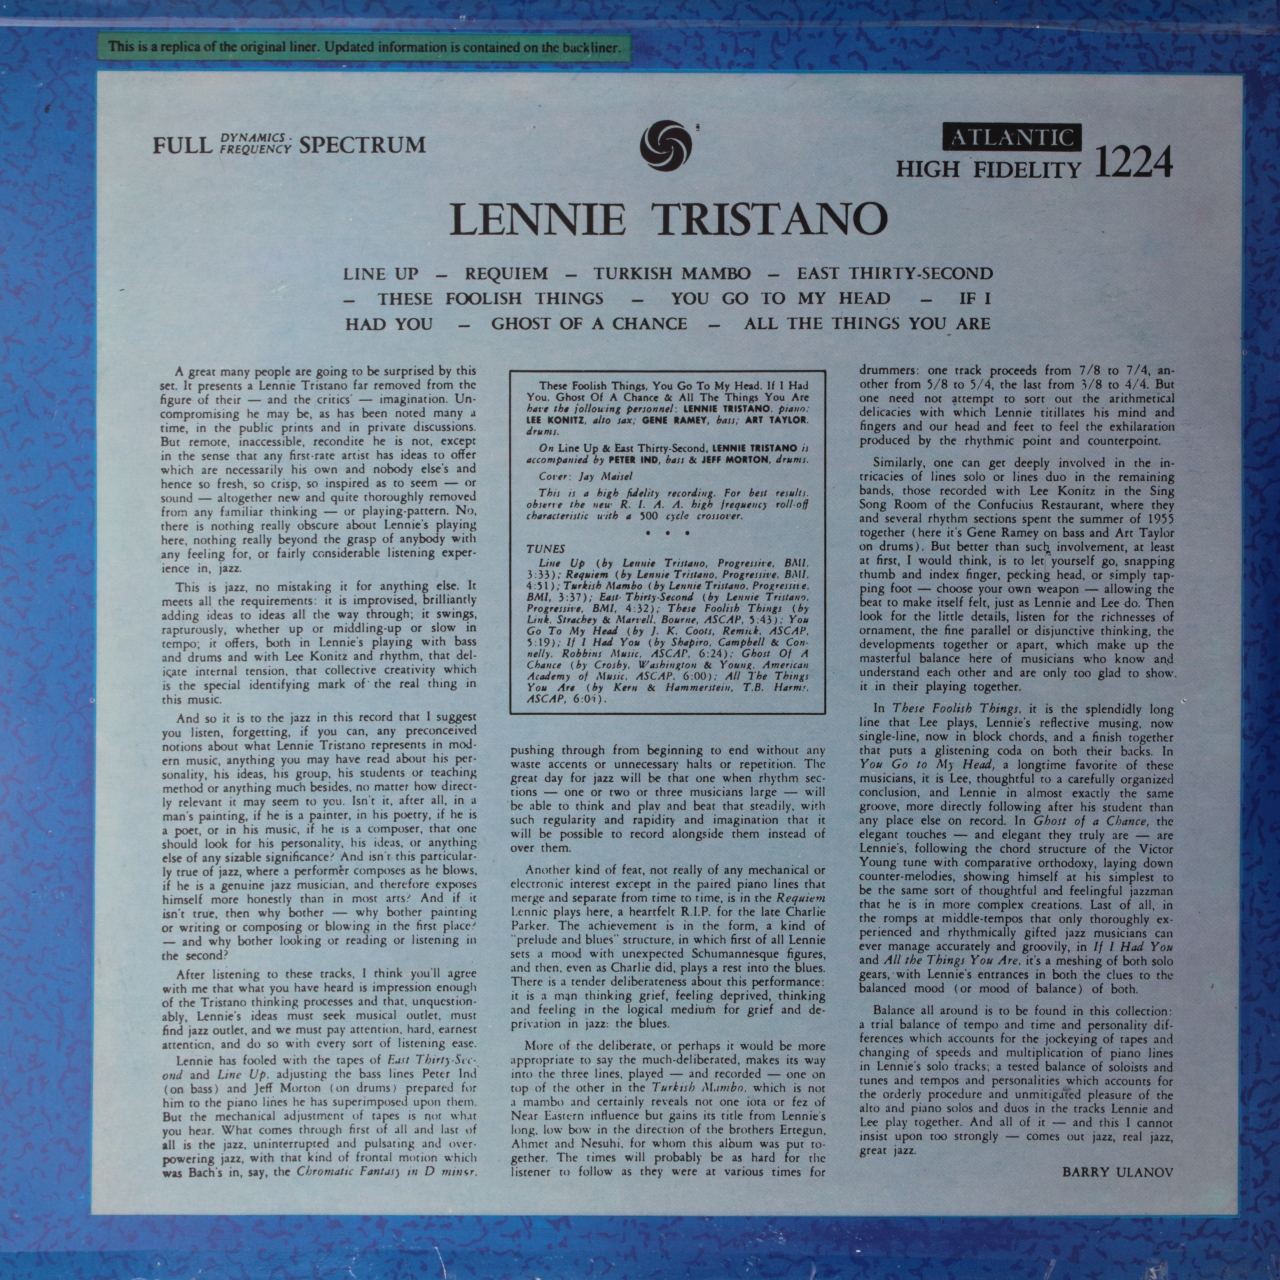 This is a replica of the original liner. Updated information is contained on the backliner.
FULL DYNAMICS - FREQUENCY SPECTRUM
ATLANTIC
HIGH FIDELITY 1224
LENNIE TRISTANO
LINE UP – REQUIEM – TURKISH MAMBO – EAST THIRTY-SECOND
– THESE FOOLISH THINGS – YOU GO TO MY HEAD – IF I
HAD YOU – GHOST OF A CHANCE – ALL THE THINGS YOU ARE
A great many people are going to be surprised by this
set. It presents a Lennie Tristano far removed from the
figure of their — and the critics' — imagination. Un-
compromising he may be, as has been noted many a
time, in the public prints and in private discussions.
But remote, inaccessible, recondite he is not, except
in the sense that any first-rate artist has ideas to offer
which are necessarily his own and nobody else's and
hence so fresh, so crisp, so inspired as to seem — or
sound — altogether new and quite thoroughly removed
from any familiar thinking — or playing-pattern. No,
there is nothing really obscure about Lennie's playing
here, nothing really beyond the grasp of anybody with
any feeling for, or fairly considerable listening exper-
ience in, jazz.
This is jazz, no mistaking it for anything else. It
meets all the requirements: it is improvised, brilliantly
adding ideas to ideas all the way through; it swings,
rapturously, whether up or middling-up or slow in
tempo; it offers, both in Lennie's playing with bass
and drums and with Lee Konitz and rhythm, that del-
icate internal tension, that collective creativity which
is the special identifying mark of the real thing in
this music.
And so it is to the jazz in this record that I suggest
you listen, forgetting, if you can, any preconceived
notions about what Lennie Tristano represents in mod-
ern music, anything you may have read about his per-
sonality, his ideas, his group, his students or teaching
method or anything much besides, no matter how direct-
ly relevant it may seem to you. Isn't it, after all, in a
man's painting, if he is a painter, in his poetry, if he is
a poet, or in his music, if he is a composer, that one
should look for his personality, his ideas, or anything
else of any sizable significance? And isn't this particular-
ly true of jazz, where a performer composes as he blows,
if he is a genuine jazz musician, and therefore exposes
himself more honestly than in most arts? And if it
isn't true, then why bother — why bother painting
or writing or composing or blowing in the first place?
— and why bother looking or reading or listening in
the second?
After listening to these tracks, I think you'll agree
with me that what you have heard is impression enough
of the Tristano thinking processes and that, unquestion-
ably, Lennie's ideas must seek musical outlet, must
find jazz outlet, and we must pay attention, hard, earnest
attention, and do so with every sort of listening ease.
Lennie has fooled with the tapes of East Thirty-Sec-
ond and Line Up, adjusting the bass lines Peter Ind
(on bass) and Jeff Morton (on drums) prepared for
him to the piano lines he has superimposed upon them.
But the mechanical adjustment of tapes is not what
you hear. What comes through first of all and last of
all is the jazz, uninterrupted and pulsating and over-
powering jazz, with that kind of frontal motion which
was Bach's in, say, the Chromatic Fantasy in D minor,
These Foolish Things, You Go To My Head, If I Had
You, Ghost Of A Chance & All The Things You Are
have the following personnel: LENNIE TRISTANO, piano;
LEE KONITZ, alto sax; GENE RAMEY, bass; ART TAYLOR,
drums.
On Line Up & East Thirty-Second, LENNIE TRISTANO is
accompanied by PETER IND, bass & JEFF MORTON, drums.
Cover: Jay Maisel
This is a high fidelity recording. For best results,
observe the new R. I. A. A. high frequency roll-off
characteristic with a 500 cycle crossover.
• • •
TUNES
Line Up (by Lennie Tristano, Progressive, BMI,
3:33); Requiem (by Lennie Tristano, Progressive, BMI,
4:51); Turkish Mambo (by Lennie Tristano, Progressive,
BMI, 3:37); East Thirty-Second (by Lennie Tristano,
Progressive, BMI, 4:32); These Foolish Things (by
Link, Strachey & Marvell, Bourne, ASCAP, 5:43); You
Go To My Head (by J. K. Coots, Remick, ASCAP,
5:19); If I Had You (by Shapiro, Campbell & Con-
nelly, Robbins Music, ASCAP, 6:24); Ghost Of A
Chance (by Crosby, Washington & Young, American
Academy of Music, ASCAP, 6:00); All The Things
You Are (by Kern & Hammerstein, T.B. Harms,
ASCAP, 6:04).
pushing through from beginning to end without any
waste accents or unnecessary halts or repetition. The
great day for jazz will be that one when rhythm sec-
tions — one or two or three musicians large — will
be able to think and play and beat that steadily, with
such regularity and rapidity and imagination that it
will be possible to record alongside them instead of
over them.
Another kind of feat, not really of any mechanical or
electronic interest except in the paired piano lines that
merge and separate from time to time, is in the Requiem
Lennie plays here, a heartfelt R.I.P. for the late Charlie
Parker. The achievement is in the form, a kind of
"prelude and blues" structure, in which first of all Lennie
sets a mood with unexpected Schumannesque figures,
and then, even as Charlie did, plays a rest into the blues.
There is a tender deliberateness about this performance:
it is a man thinking grief, feeling deprived, thinking
and feeling in the logical medium for grief and de-
privation in jazz: the blues.
More of the deliberate, or perhaps it would be more
appropriate to say the much-deliberated, makes its way
into the three lines, played — and recorded — one on
top of the other in the Turkish Mambo, which is not
a mambo and certainly reveals not one iota or fez of
Near Eastern influence but gains its title from Lennie's
long, low bow in the direction of the brothers Ertegun,
Ahmet and Nesuhi, for whom this album was put to-
gether. The times will probably be as hard for the
listener to follow as they were at various times for
drummers: one track proceeds from 7/8 to 7/4, an-
other from 5/8 to 5/4, the last from 3/8 to 4/4. But
one need not attempt to sort out the arithmetical
delicacies with which Lennie titillates his mind and
fingers and our head and feet to feel the exhilaration
produced by the rhythmic point and counterpoint.
Similarly, one can get deeply involved in the in-
tricacies of lines solo or lines duo in the remaining
bands, those recorded with Lee Konitz in the Sing
Song Room of the Confucius Restaurant, where they
and several rhythm sections spent the summer of 1955
together (here it's Gene Ramey on bass and Art Taylor
on drums). But better than such involvement, at least
at first, I would think, is to let yourself go, snapping
thumb and index finger, pecking head, or simply tap-
ping foot — choose your own weapon — allowing the
beat to make itself felt, just as Lennie and Lee do. Then
look for the little details, listen for the richnesses of
ornament, the fine parallel or disjunctive thinking, the
developments together or apart, which make up the
masterful balance here of musicians who know and
understand each other and are only too glad to show
it in their playing together.
In These Foolish Things, it is the splendidly long
line that Lee plays, Lennie's reflective musing, now
single-line, now in block chords, and a finish together
that puts a glistening coda on both their backs. In
You Go to My Head, a longtime favorite of these
musicians, it is Lee, thoughtful to a carefully organized
conclusion, and Lennie in almost exactly the same
groove, more directly following after his student than
any place else on record. In Ghost of a Chance, the
elegant touches — and elegant they truly are — are
Lennie's, following the chord structure of the Victor
Young tune with comparative orthodoxy, laying down
counter-melodies, showing himself at his simplest to
be the same sort of thoughtful and feelingful jazzman
that he is in more complex creations. Last of all, in
the romps at middle-tempos that only thoroughly ex-
perienced and rhythmically gifted jazz musicians can
ever manage accurately and groovily, in If I Had You
and All the Things You Are, it's a meshing of both solo
gears, with Lennie's entrances in both the clues to the
balanced mood (or mood of balance) of both.
Balance all around is to be found in this collection:
a trial balance of tempo and time and personality dif-
ferences which accounts for the jockeying of tapes and
changing of speeds and multiplication of piano lines
in Lennie's solo tracks; a tested balance of soloists and
tunes and tempos and personalities which accounts for
the orderly procedure and unmitigated pleasure of the
alto and piano solos and duos in the tracks Lennie and
Lee play together. And all of it — and this I cannot
insist upon too strongly — comes out jazz, real jazz,
great jazz.
BARRY ULANOV